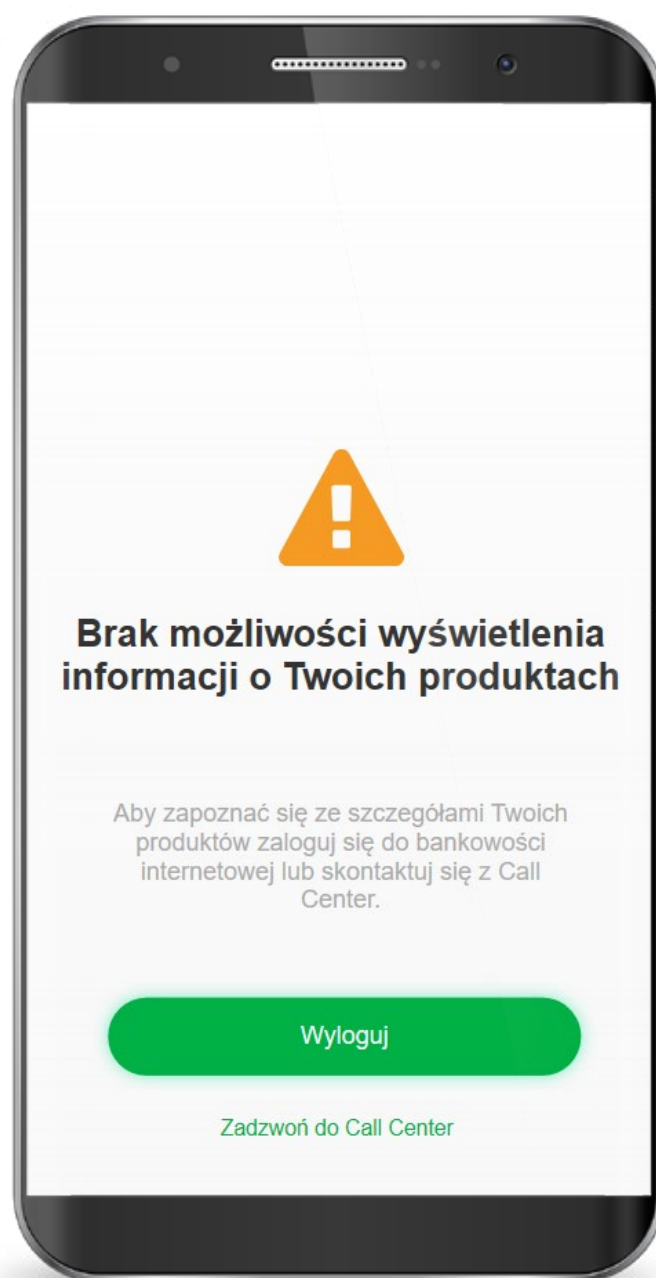 Brak możliwości wyświetlenia
informacji o Twoich produktach
Aby zapoznać się ze szczegółami Twoich
produktów zaloguj się do bankowości
internetowej lub skontaktuj się z Call
Center.
Wyloguj
Zadzwoń do Call Center